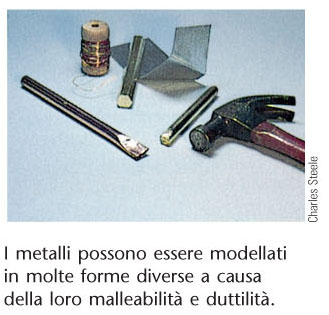 Charles Steele
I metalli possono essere modellati
in molte forme diverse a causa
della loro malleabilità e duttilità.